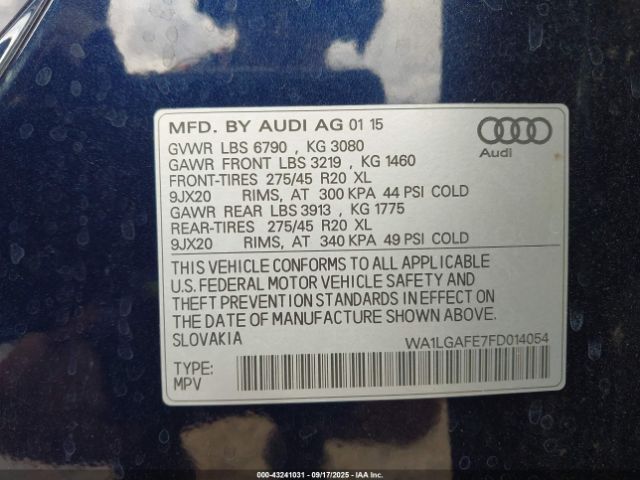 MFD. BY AUDI AG 01 15
GVWR LBS 6790 , KG 3080
GAWR FRONT LBS 3219 , KG 1460
FRONT-TIRES 275/45 R20 XL
9JX20 RIMS, AT 300 KPA 44 PSI COLD
GAWR REAR LBS 3913 , KG 1775
REAR-TIRES 275/45 R20 XL
9JX20 RIMS, AT 340 KPA 49 PSI COLD
Audi
THIS VEHICLE CONFORMS TO ALL APPLICABLE
U.S. FEDERAL MOTOR VEHICLE SAFETY AND
THEFT PREVENTION STANDARDS IN EFFECT ON
THE DATE OF MANUFACTURE SHOWN ABOVE.
SLOVAKIA WA1LGAFE7FD014054
TYPE:
MPV
000-43241031 - 09/17/2025 - IAAI.COM